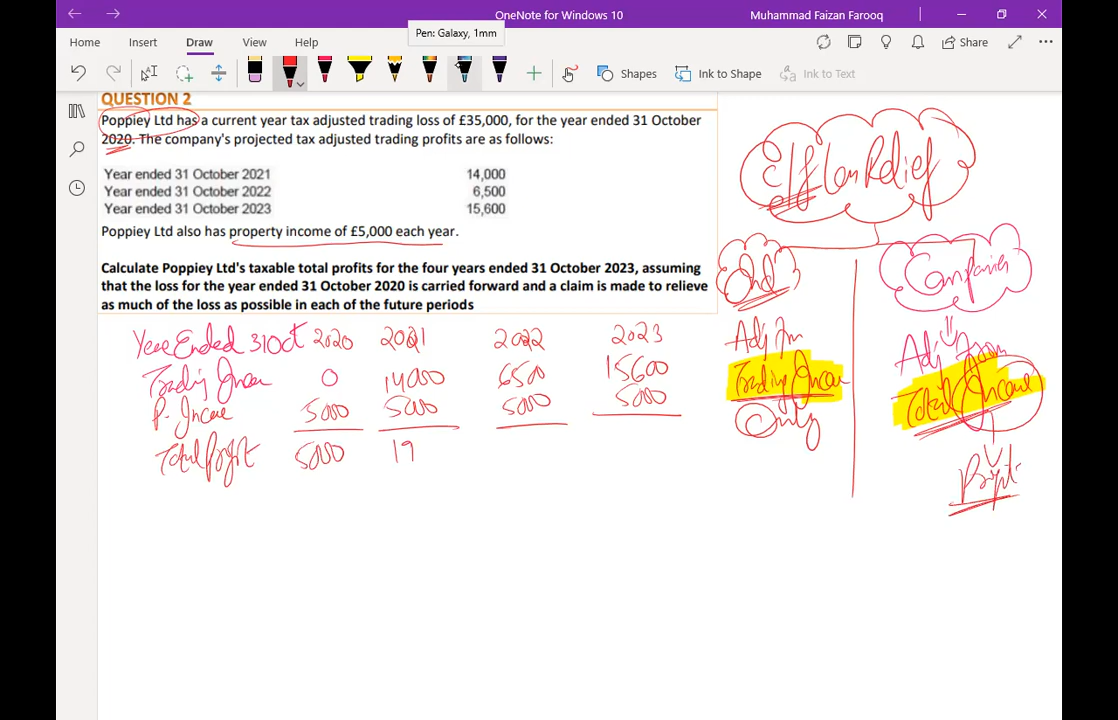 OneNote for Windows 10
Muhammad Faizan Farooq
Pen: Galaxy, 1mm
Home Insert Draw View Help
Share
Shapes Ink to Shape Ink to Text
QUESTION 2
Poppiey Ltd has a current year tax adjusted trading loss of £35,000, for the year ended 31 October
2020. The company's projected tax adjusted trading profits are as follows:
Year ended 31 October 2021 14,000
Year ended 31 October 2022 6,500
Year ended 31 October 2023 15,600
Poppiey Ltd also has property income of £5,000 each year.
Calculate Poppiey Ltd's taxable total profits for the four years ended 31 October 2023, assuming
that the loss for the year ended 31 October 2020 is carried forward and a claim is made to relieve
as much of the loss as possible in each of the future periods
Year Ended 31 Oct 2020 2021 2022 2023
Trading Income 0 14000 6500 15600
P. Income 5000 5000 5000 5000
Total Profit 5000 19
C/f Loss Relief
Ind
Adj from
Trading Income
Only
Companies
Adj from
Total Income
Profit